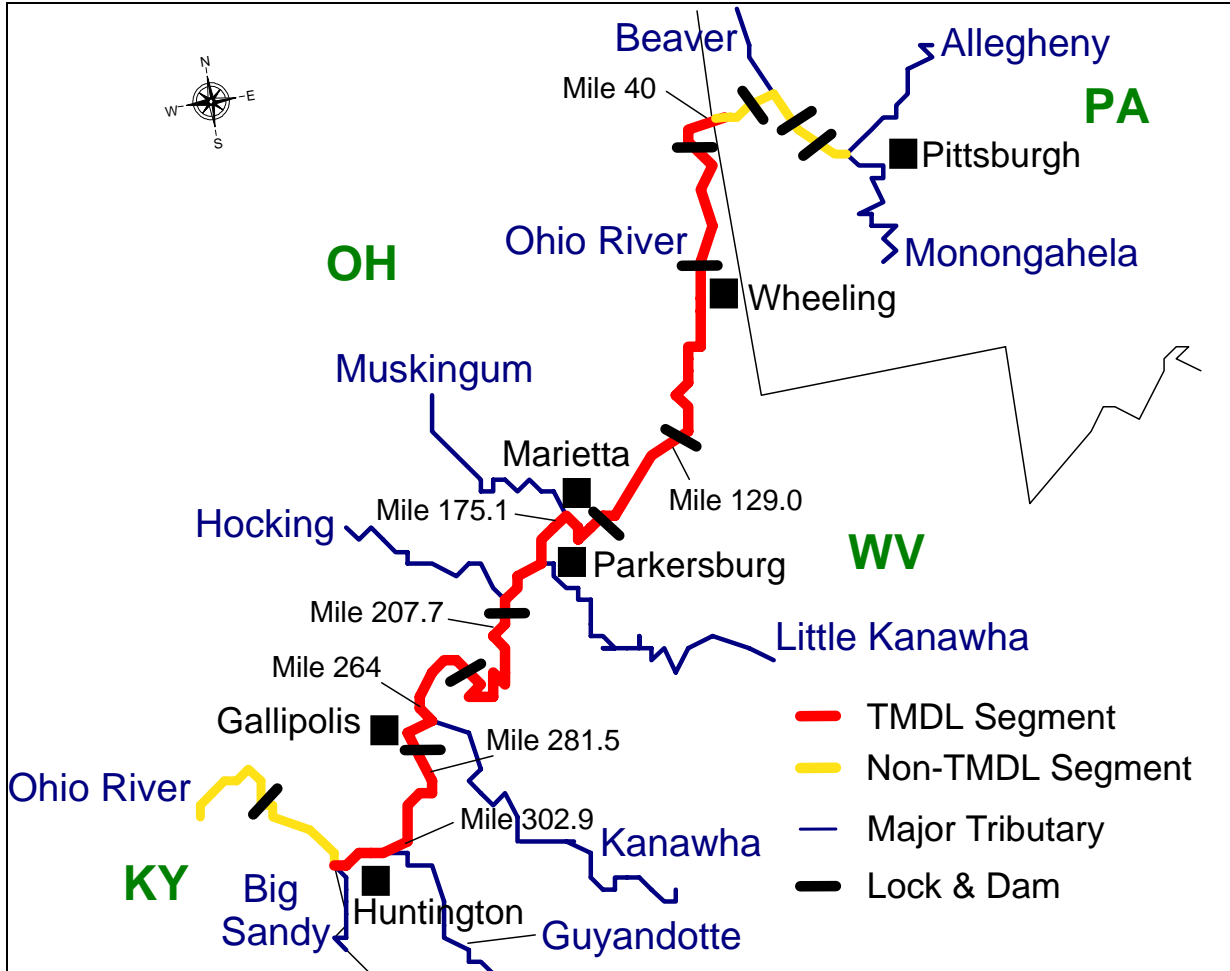 Beaver
Allegheny
Mile 40
PA
N
W
E
S
Pittsburgh
Ohio River
OH
Monongahela
Wheeling
Muskingum
Marietta
Mile 129.0
Mile 175.1
Hocking
WV
Parkersburg
Mile 207.7
Little Kanawha
Mile 264
Gallipolis
TMDL Segment
Mile 281.5
Non-TMDL Segment
Ohio River
Mile 302.9
Major Tributary
Kanawha
KY
Big
Sandy
Lock & Dam
Huntington
Guyandotte